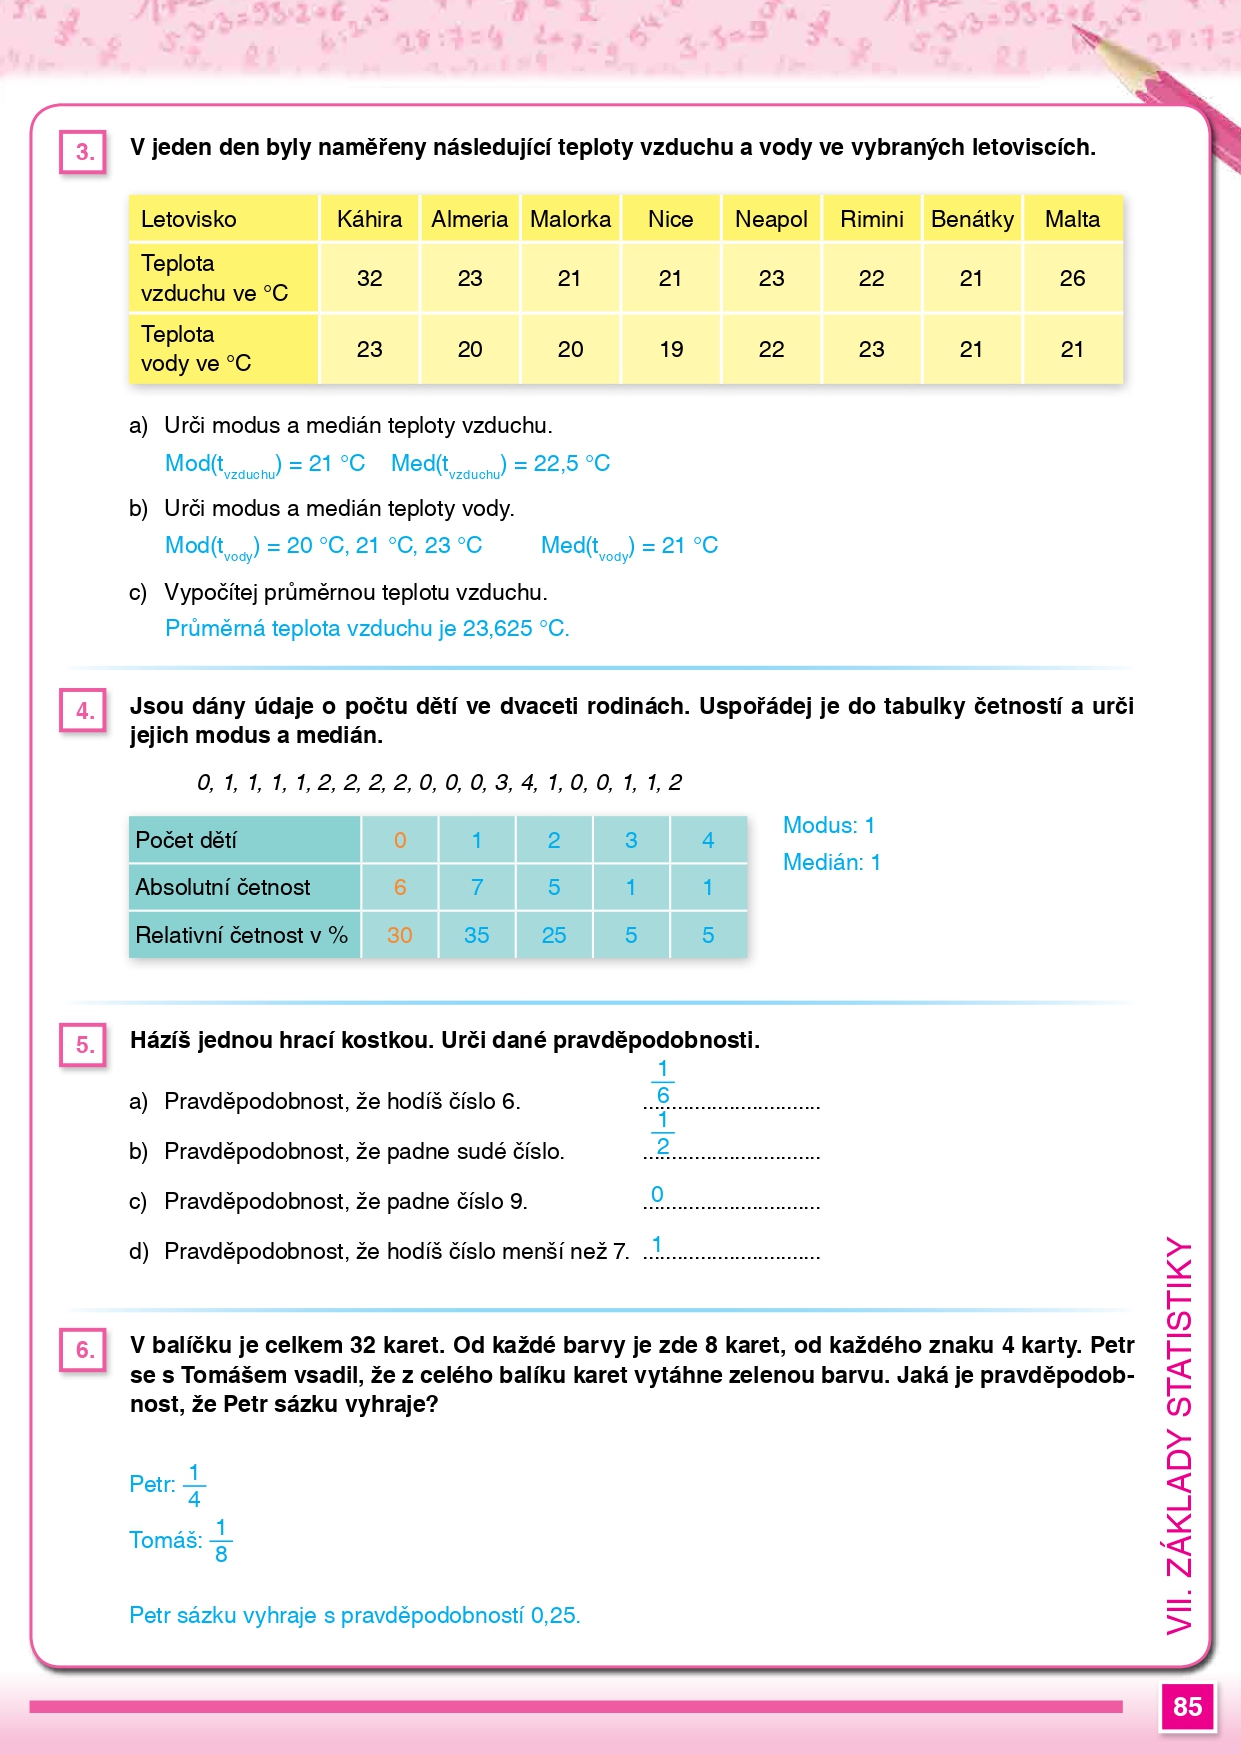 3. V jeden den byly naměřeny následující teploty vzduchu a vody ve vybraných letoviscích.
Letovisko Káhira Almeria Malorka Nice Neapol Rimini Benátky Malta
Teplota
vzduchu ve °C 32 23 21 21 23 22 21 26
Teplota
vody ve °C 23 20 20 19 22 23 21 21
a) Urči modus a medián teploty vzduchu.
Mod(t vzduchu) = 21 °C Med(t vzduchu) = 22,5 °C
b) Urči modus a medián teploty vody.
Mod(t vody) = 20 °C, 21 °C, 23 °C Med(t vody) = 21 °C
c) Vypočítej průměrnou teplotu vzduchu.
Průměrná teplota vzduchu je 23,625 °C.
4. Jsou dány údaje o počtu dětí ve dvaceti rodinách. Uspořádej je do tabulky četností a urči
jejich modus a medián.
0, 1, 1, 1, 1, 2, 2, 2, 2, 0, 0, 0, 3, 4, 1, 0, 0, 1, 1, 2
Počet dětí 0 1 2 3 4
Absolutní četnost 6 7 5 1 1
Relativní četnost v % 30 35 25 5 5
Modus: 1
Medián: 1
5. Házíš jednou hrací kostkou. Urči dané pravděpodobnosti.
a) Pravděpodobnost, že hodíš číslo 6. 1/6
b) Pravděpodobnost, že padne sudé číslo. 1/2
c) Pravděpodobnost, že padne číslo 9. 0
d) Pravděpodobnost, že hodíš číslo menší než 7. 1
6. V balíčku je celkem 32 karet. Od každé barvy je zde 8 karet, od každého znaku 4 karty. Petr
se s Tomášem vsadil, že z celého balíku karet vytáhne zelenou barvu. Jaká je pravděpodob-
nost, že Petr sázku vyhraje?
Petr: 1/4
Tomáš: 1/8
Petr sázku vyhraje s pravděpodobností 0,25.
VII. ZÁKLADY STATISTIKY
85